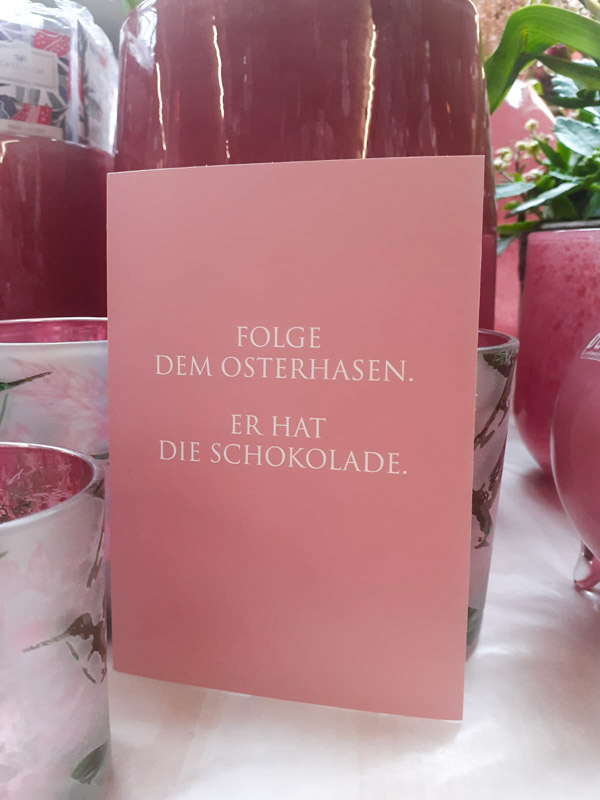 FOLGE
DEM OSTERHASEN.
ER HAT
DIE SCHOKOLADE.